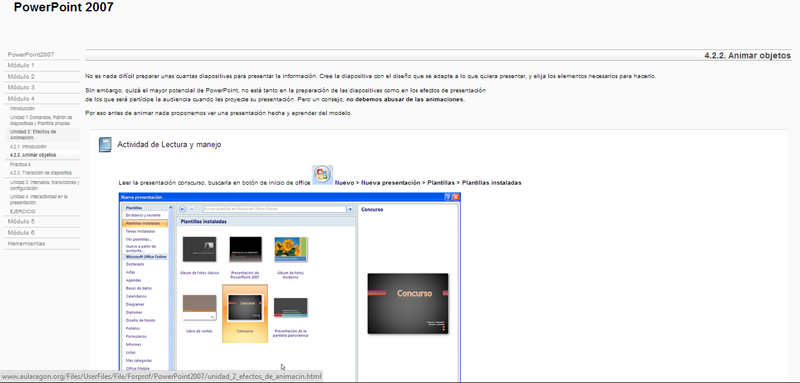 PowerPoint 2007
PowerPoint2007
Módulo 1
Módulo 2
Módulo 3
Módulo 4
Introducción
Unidad 1 Comandos, Patrón de
diapositivas y Plantilla propias
Unidad 2: Efectos de
Animación.
4.2.1. Introducción
4.2.2. Animar objetos
Práctica 4
4.2.3. Transición de diapositiva
Unidad 3: Intervalos, transiciones y
configuración
Unidad 4: Interactividad en la
presentación
EJERCICIO
Módulo 5
Módulo 6
Herramientas
4.2.2. Animar objetos
No es nada difícil preparar unas cuantas diapositivas para presentar la información. Cree la diapositiva con el diseño que se adapte a lo que quiera presentar, y elija los elementos necesarios para hacerlo.
Sin embargo, quizá el mayor potencial de PowerPoint, no está tanto en la preparación de las diapositivas como en los efectos de presentación
de los que será partícipe la audiencia cuando les proyecte su presentación. Pero un consejo, no debemos abusar de las animaciones.
Por eso antes de animar nada proponemos ver una presentación hecha y aprender del modelo.
Actividad de Lectura y manejo
Leer la presentación conscurso, buscarla en botón de inicio de office Nuevo > Nueva presentación > Plantillas > Plantillas instaladas
Nueva presentación
Plantillas
En blanco y reciente
Plantillas instaladas
Temas instalados
Mis plantillas...
Nuevo a partir de
existente...
Microsoft Office Online
Destacado
Actas
Agendas
Bases de datos
Calendarios
Diagramas
Diplomas
Diseño de fondo
Folletos
Formularios
Informes
Listas
Más categorías
Office Mobile
Buscar plantillas en Microsoft Office Online
Plantillas instaladas
Álbum de fotos clásico
Presentación de
PowerPoint 2007
Álbum de fotos
moderno
Libro de ventas
Concurso
Concurso
Presentación de la
pantalla panorámica
Concurso
Concurso
www.aularagon.org/Files/UserFiles/File/Forprof/PowerPoint2007/unidad_2_efectos_de_animacin.html